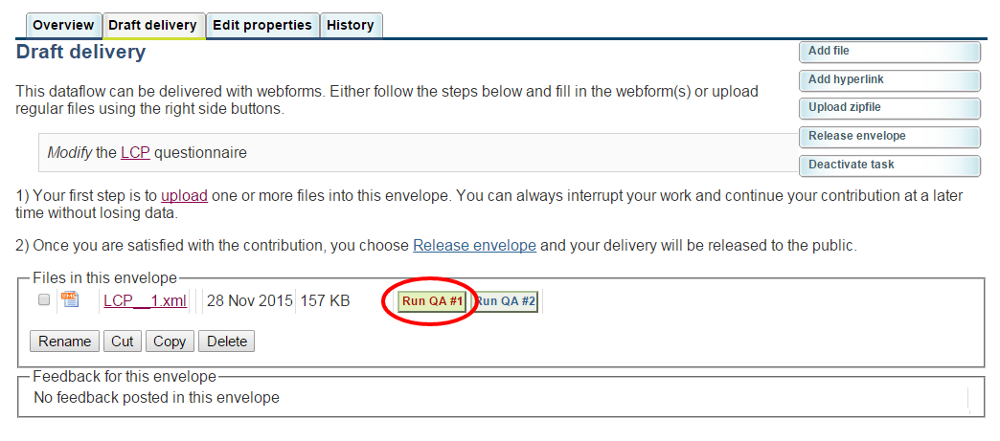 Overview Draft delivery Edit properties History
Draft delivery
Add file
Add hyperlink
Upload zipfile
Release envelope
Deactivate task
This dataflow can be delivered with webforms. Either follow the steps below and fill in the webform(s) or upload
regular files using the right side buttons.
Modify the LCP questionnaire
1) Your first step is to upload one or more files into this envelope. You can always interrupt your work and continue your contribution at a later
time without losing data.
2) Once you are satisfied with the contribution, you choose Release envelope and your delivery will be released to the public.
Files in this envelope
LCP__1.xml 28 Nov 2015 157 KB Run QA #1 Run QA #2
Rename Cut Copy Delete
Feedback for this envelope
No feedback posted in this envelope